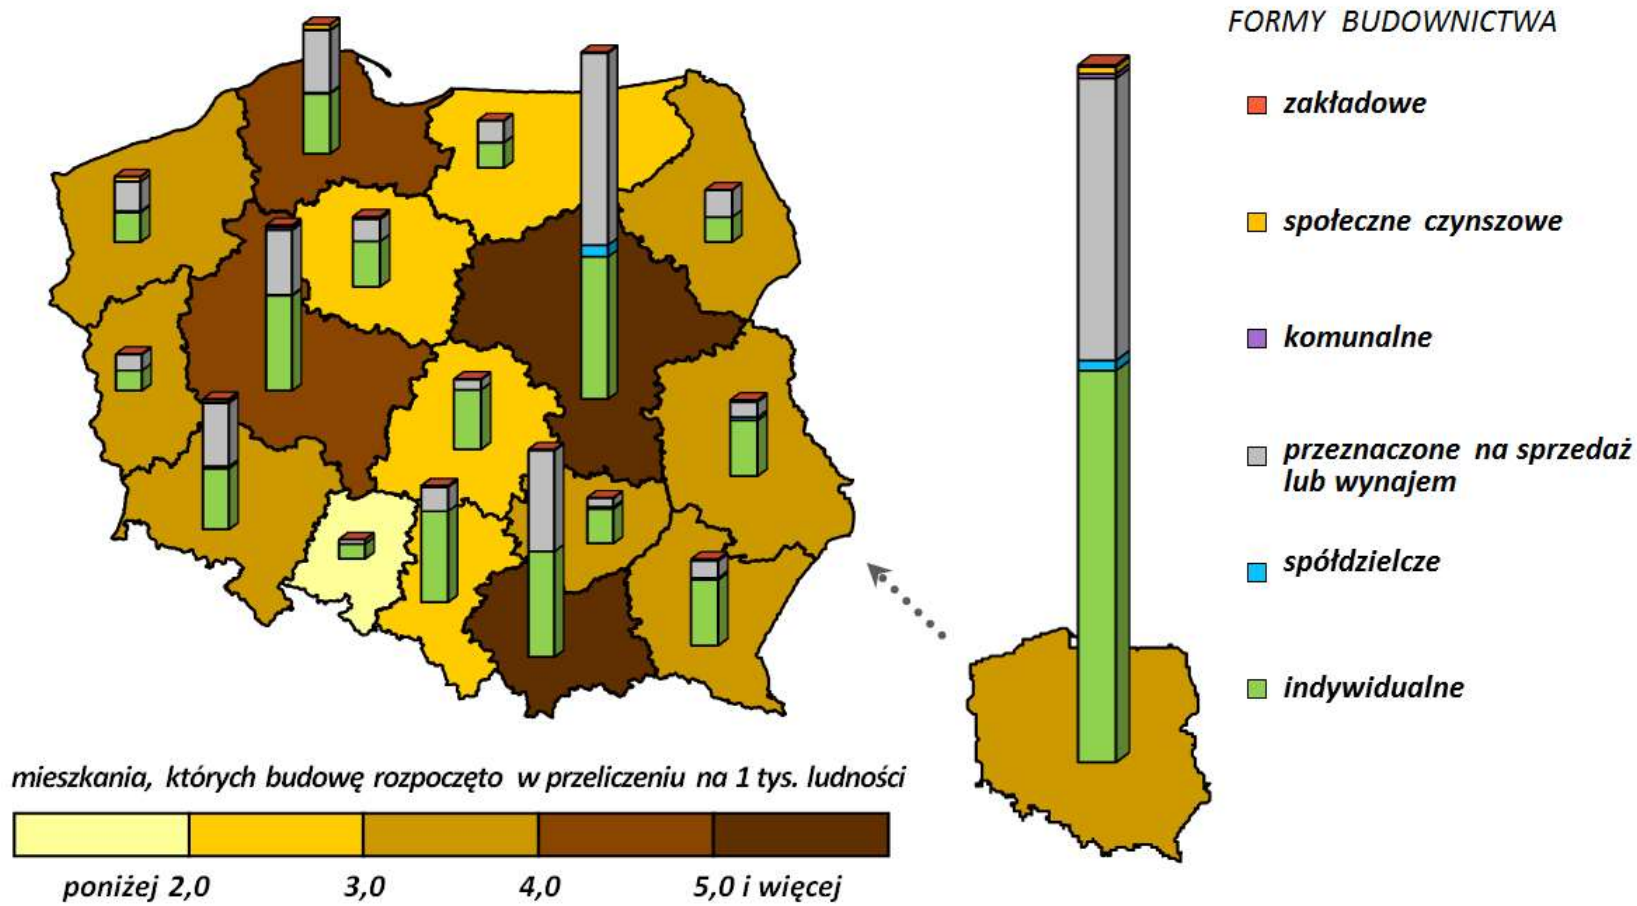 FORMY BUDOWNICTWA
zakładowe
społeczne czynszowe
komunalne
przeznaczone na sprzedaż
lub wynajem
spółdzielcze
indywidualne
mieszkania, których budowę rozpoczęto w przeliczeniu na 1 tys. ludności
poniżej 2,0 3,0 4,0 5,0 i więcej